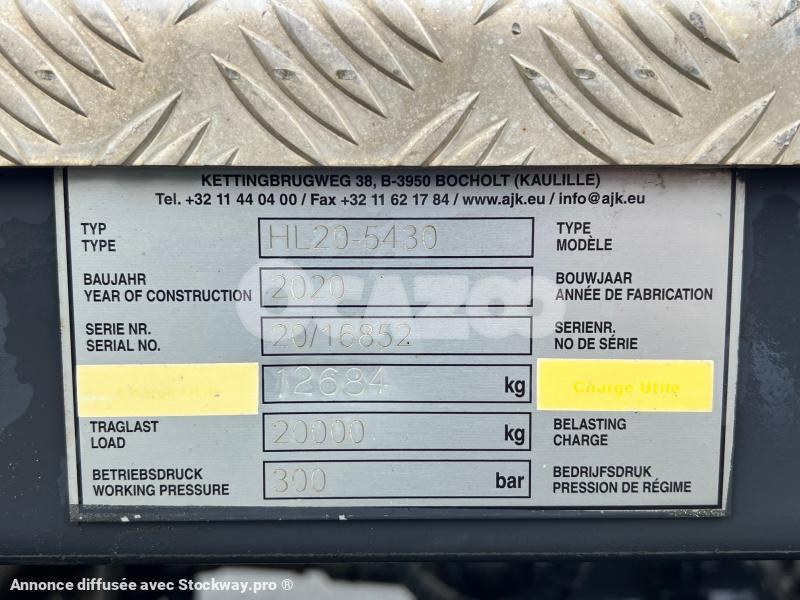 KETTINGBRUGWEG 38, B-3950 BOCHOLT (KAULILLE)
Tel. +32 11 44 04 00 / Fax +32 11 62 17 84 / www.ajk.eu / info@ajk.eu
TYP
TYPE
HL20-5430
TYPE
MODÈLE
BAUJAHR
YEAR OF CONSTRUCTION
2020
BOUWJAAR
ANNÉE DE FABRICATION
OCAZOO
SERIE NR.
SERIAL NO.
20/16852
SERIENR.
NO DE SÉRIE
Charge Utile
12684 kg
Charge Utile
TRAGLAST
LOAD
20000 kg
BELASTING
CHARGE
BETRIEBSDRUCK
WORKING PRESSURE
300 bar
BEDRIJFSDRUK
PRESSION DE RÉGIME
Annonce diffusée avec Stockway.pro ®